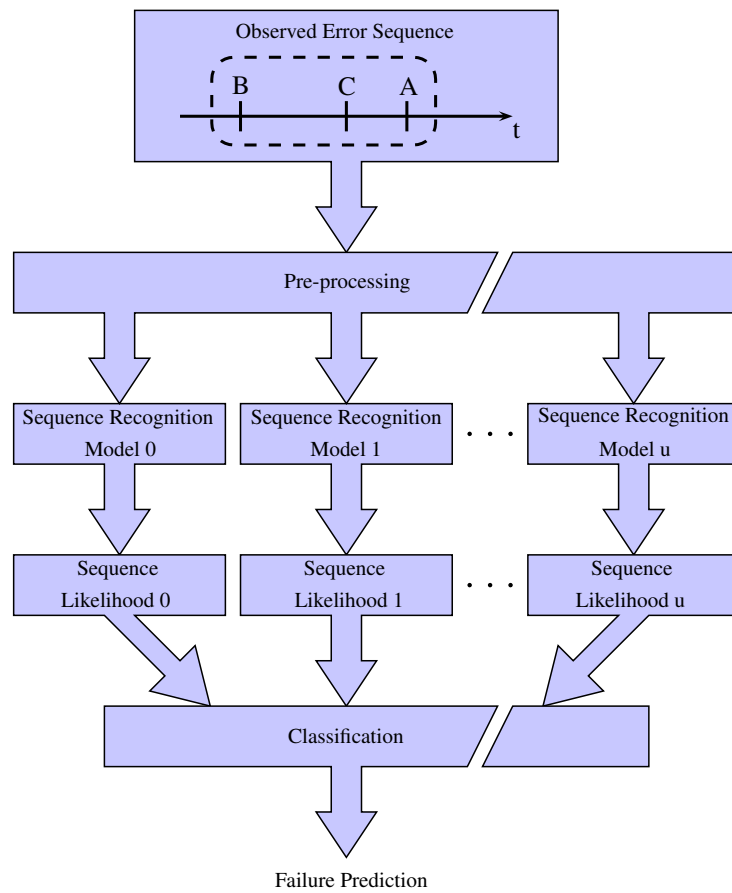 Observed Error Sequence
B C A
t
Pre-processing
Sequence Recognition
Model 0
Sequence Recognition
Model 1
. . .
Sequence Recognition
Model u
Sequence
Likelihood 0
Sequence
Likelihood 1
. . .
Sequence
Likelihood u
Classification
Failure Prediction